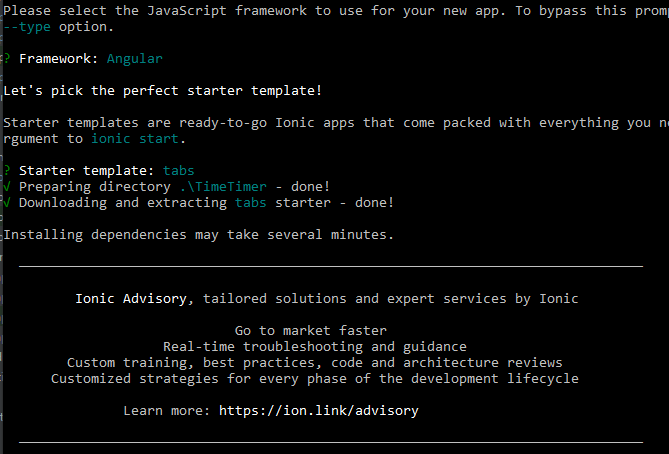 Please select the JavaScript framework to use for your new app. To bypass this
--type option.
? Framework: Angular
Let's pick the perfect starter template!
Starter templates are ready-to-go Ionic apps that come packed with everything you
rgument to ionic start.
? Starter template: tabs
√ Preparing directory .\TimeTimer - done!
√ Downloading and extracting tabs starter - done!
Installing dependencies may take several minutes.
Ionic Advisory, tailored solutions and expert services by Ionic
Go to market faster
Real-time troubleshooting and guidance
Custom training, best practices, code and architecture reviews
Customized strategies for every phase of the development lifecycle
Learn more: https://ion.link/advisory